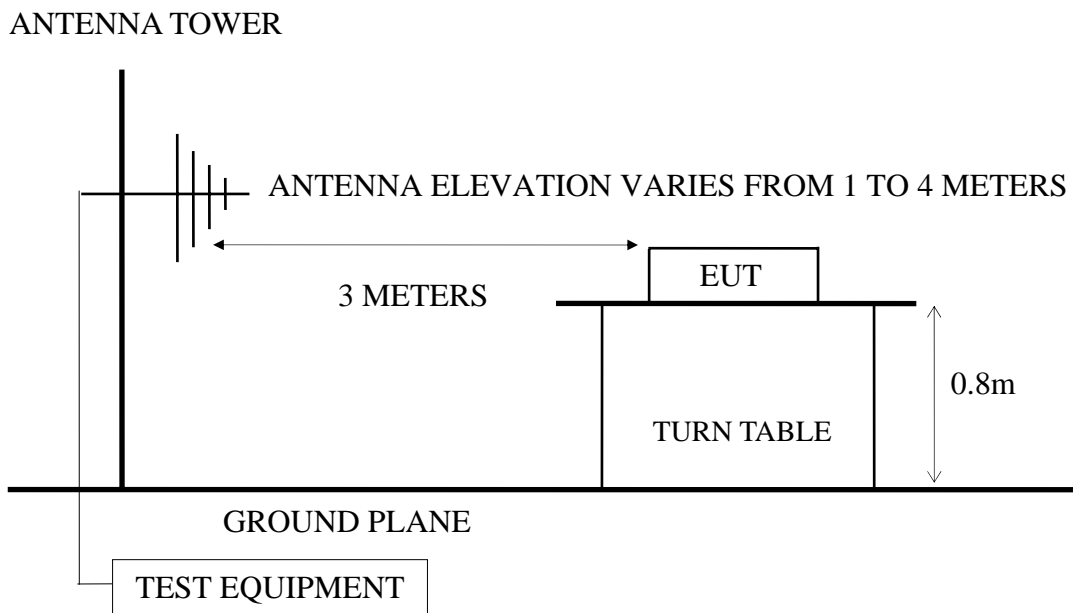 ANTENNA TOWER
ANTENNA ELEVATION VARIES FROM 1 TO 4 METERS
EUT
3 METERS
0.8m
TURN TABLE
GROUND PLANE
TEST EQUIPMENT